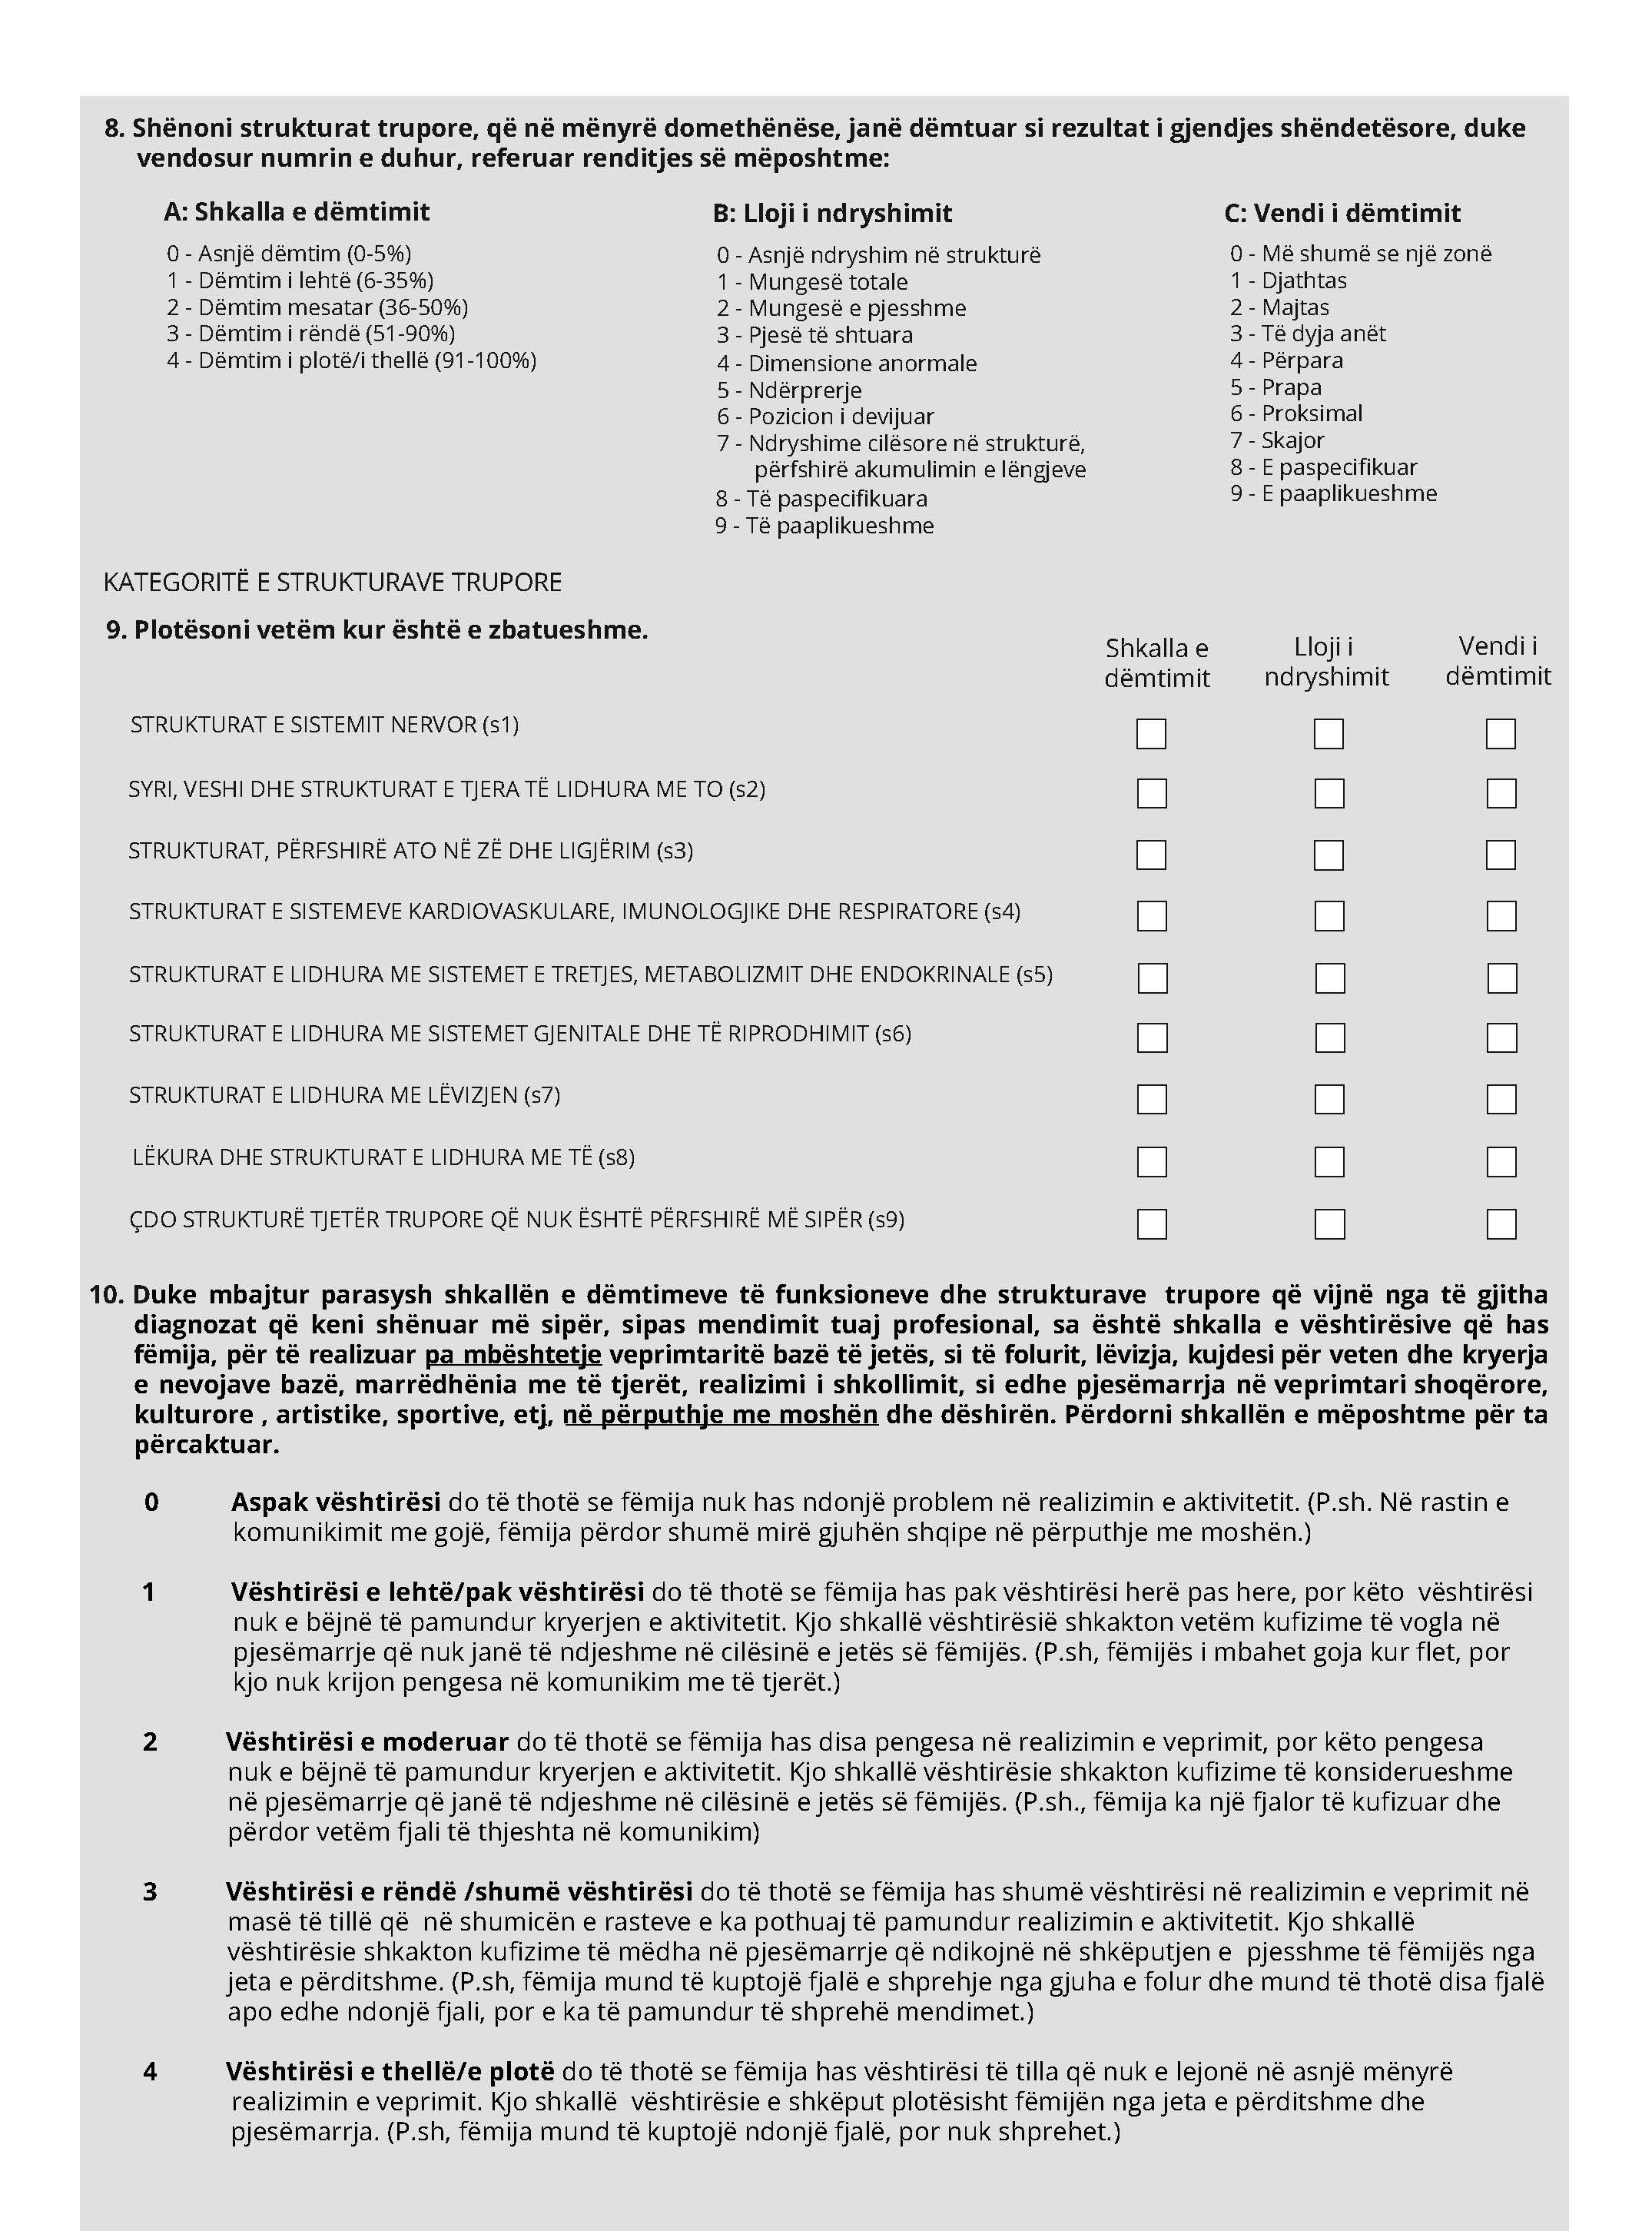 8. Shënoni strukturat trupore, që në mënyrë domethënëse, janë dëmtuar si rezultat i gjendjes shëndetësore, duke
vendosur numrin e duhur, referuar renditjes së mëposhtme:
A: Shkalla e dëmtimit
0 - Asnjë dëmtim (0-5%)
1 - Dëmtim i lehtë (6-35%)
2 - Dëmtim mesatar (36-50%)
3 - Dëmtim i rëndë (51-90%)
4 - Dëmtim i plotë/i thellë (91-100%)
B: Lloji i ndryshimit
0 - Asnjë ndryshim në strukturë
1 - Mungesë totale
2 - Mungesë e pjesshme
3 - Pjesë të shtuara
4 - Dimensione anormale
5 - Ndërprerje
6 - Pozicion i devijuar
7 - Ndryshime cilësore në strukturë,
përfshirë akumulimin e lëngjeve
8 - Të paspecifikuara
9 - Të paaplikueshme
C: Vendi i dëmtimit
0 - Më shumë se një zonë
1 - Djathtas
2 - Majtas
3 - Të dyja anët
4 - Përpara
5 - Prapa
6 - Proksimal
7 - Skajor
8 - E paspecifikuar
9 - E paaplikueshme
KATEGORITË E STRUKTURAVE TRUPORE
9. Plotësoni vetëm kur është e zbatueshme.
Shkalla e
dëmtimit
Lloji i
ndryshimit
Vendi i
dëmtimit
STRUKTURAT E SISTEMIT NERVOR (s1)
SYRI, VESHI DHE STRUKTURAT E TJERA TË LIDHURA ME TO (s2)
STRUKTURAT, PËRFSHIRË ATO NË ZË DHE LIGJËRIM (s3)
STRUKTURAT E SISTEMEVE KARDIOVASKULARE, IMUNOLOGJIKE DHE RESPIRATORE (s4)
STRUKTURAT E LIDHURA ME SISTEMET E TRETJES, METABOLIZMIT DHE ENDOKRINALE (s5)
STRUKTURAT E LIDHURA ME SISTEMET GJENITALE DHE TË RIPRODHIMIT (s6)
STRUKTURAT E LIDHURA ME LËVIZJEN (s7)
LËKURA DHE STRUKTURAT E LIDHURA ME TË (s8)
ÇDO STRUKTURË TJETËR TRUPORE QË NUK ËSHTË PËRFSHIRË MË SIPËR (s9)
10. Duke mbajtur parasysh shkallën e dëmtimeve të funksioneve dhe strukturave trupore që vijnë nga të gjitha
diagnozat që keni shënuar më sipër, sipas mendimit tuaj profesional, sa është shkalla e vështirësive që has
fëmija, për të realizuar pa mbështetje veprimtaritë bazë të jetës, si të folurit, lëvizja, kujdesi për veten dhe kryerja
e nevojave bazë, marrëdhënia me të tjerët, realizimi i shkollimit, si edhe pjesëmarrja në veprimtari shoqërore,
kulturore , artistike, sportive, etj, në përputhje me moshën dhe dëshirën. Përdorni shkallën e mëposhtme për ta
përcaktuar.
0 Aspak vështirësi do të thotë se fëmija nuk has ndonjë problem në realizimin e aktivitetit. (P.sh. Në rastin e
komunikimit me gojë, fëmija përdor shumë mirë gjuhën shqipe në përputhje me moshën.)
1 Vështirësi e lehtë/pak vështirësi do të thotë se fëmija has pak vështirësi herë pas here, por këto vështirësi
nuk e bëjnë të pamundur kryerjen e aktivitetit. Kjo shkallë vështirësië shkakton vetëm kufizime të vogla në
pjesëmarrje që nuk janë të ndjeshme në cilësinë e jetës së fëmijës. (P.sh, fëmijës i mbahet goja kur flet, por
kjo nuk krijon pengesa në komunikim me të tjerët.)
2 Vështirësi e moderuar do të thotë se fëmija has disa pengesa në realizimin e veprimit, por këto pengesa
nuk e bëjnë të pamundur kryerjen e aktivitetit. Kjo shkallë vështirësie shkakton kufizime të konsiderueshme
në pjesëmarrje që janë të ndjeshme në cilësinë e jetës së fëmijës. (P.sh., fëmija ka një fjalor të kufizuar dhe
përdor vetëm fjali të thjeshta në komunikim)
3 Vështirësi e rëndë /shumë vështirësi do të thotë se fëmija has shumë vështirësi në realizimin e veprimit në
masë të tillë që në shumicën e rasteve e ka pothuaj të pamundur realizimin e aktivitetit. Kjo shkallë
vështirësie shkakton kufizime të mëdha në pjesëmarrje që ndikojnë në shkëputjen e pjesshme të fëmijës nga
jeta e përditshme. (P.sh, fëmija mund të kuptojë fjalë e shprehje nga gjuha e folur dhe mund të thotë disa fjalë
apo edhe ndonjë fjali, por e ka të pamundur të shprehë mendimet.)
4 Vështirësi e thellë/e plotë do të thotë se fëmija has vështirësi të tilla që nuk e lejonë në asnjë mënyrë
realizimin e veprimit. Kjo shkallë vështirësie e shkëput plotësisht fëmijën nga jeta e përditshme dhe
pjesëmarrja. (P.sh, fëmija mund të kuptojë ndonjë fjalë, por nuk shprehet.)